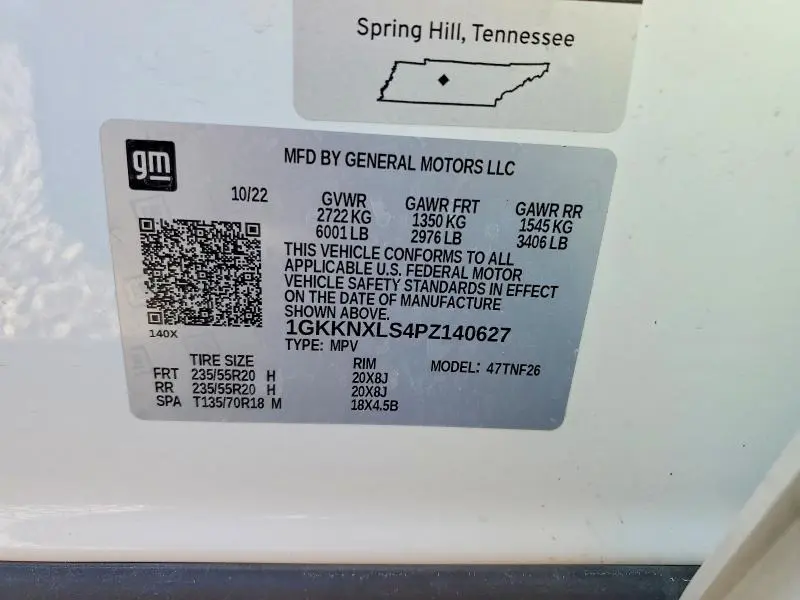 Spring Hill, Tennessee
gm
MFD BY GENERAL MOTORS LLC
10/22
GVWR GAWR FRT GAWR RR
2722 KG 1350 KG 1545 KG
6001 LB 2976 LB 3406 LB
THIS VEHICLE CONFORMS TO ALL
APPLICABLE U.S. FEDERAL MOTOR
VEHICLE SAFETY STANDARDS IN EFFECT
ON THE DATE OF MANUFACTURE
SHOWN ABOVE.
1GKKNXLS4PZ140627
140X
TYPE: MPV
TIRE SIZE RIM MODEL: 47TNF26
FRT 235/55R20 H 20X8J
RR 235/55R20 H 20X8J
SPA T135/70R18 M 18X4.5B